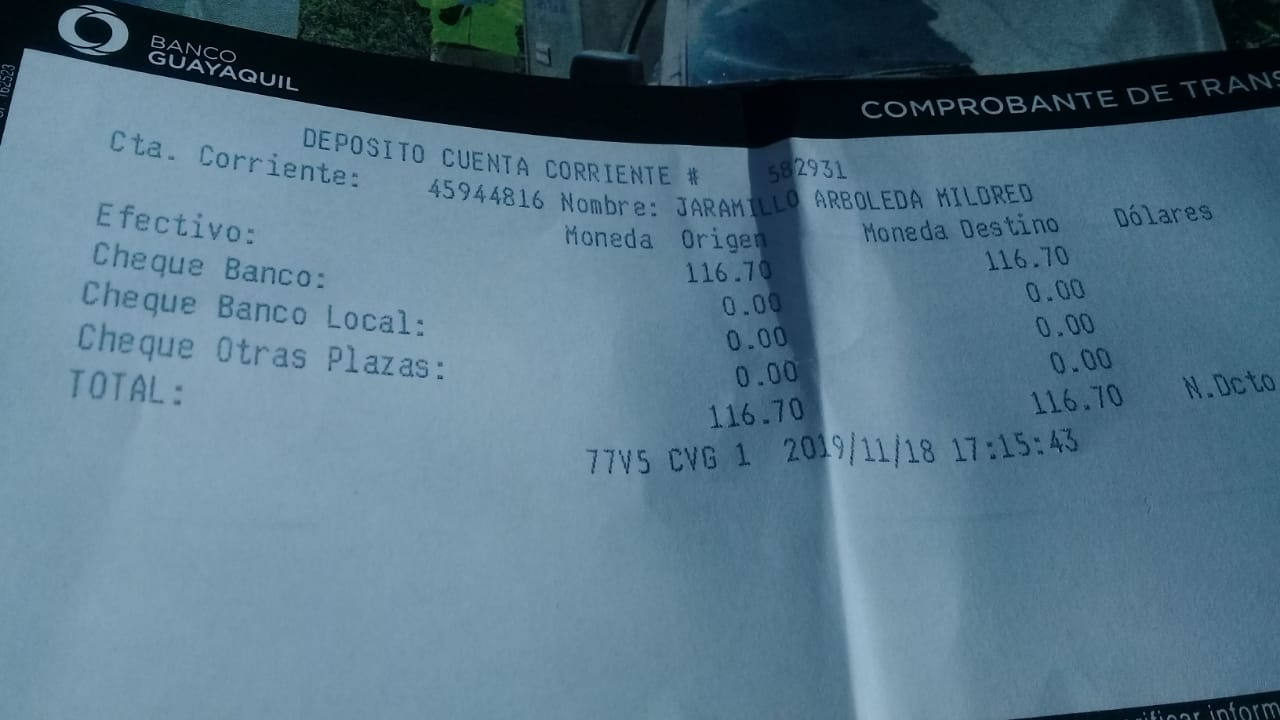 BANCO
GUAYAQUIL
COMPROBANTE DE TRANS
DEPOSITO CUENTA CORRIENTE # 582931
Cta. Corriente: 45944816 Nombre: JARAMILLO ARBOLEDA MILDRED
Moneda Origen Moneda Destino Dólares
Efectivo: 116.70 116.70
Cheque Banco: 0.00 0.00
Cheque Banco Local: 0.00 0.00
Cheque Otras Plazas: 0.00 0.00
TOTAL: 116.70 116.70 N.Dcto
77V5 CVG 1 2019/11/18 17:15:43